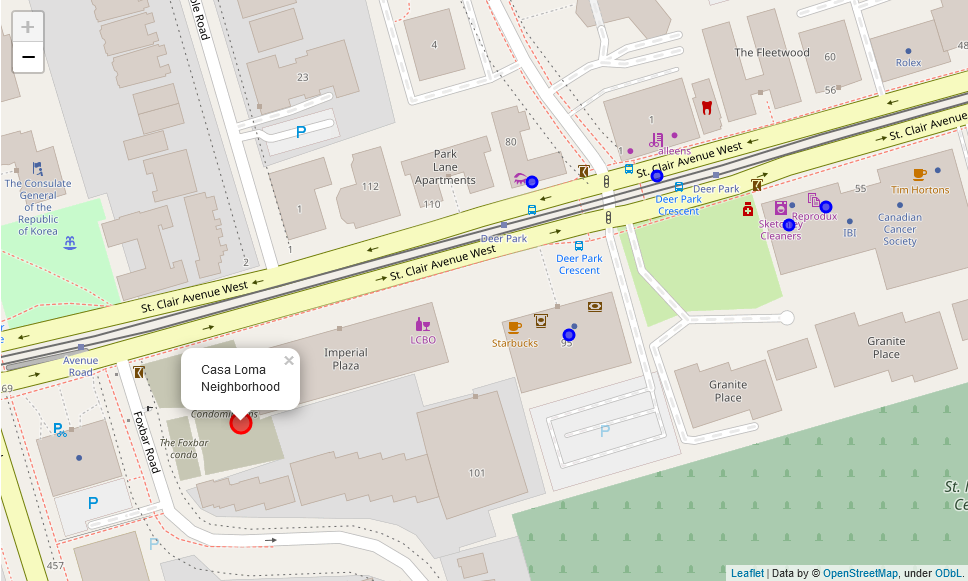 +
−
ple Road
4
The Fleetwood
60
Rolex
48
56
23
P
1
alleens
1
80
St. Clair Avenue West
St. Clair Avenue
Park
Lane
Apartments
112
110
The Consulate
General
of the
Republic
of Korea
Deer Park
Deer Park
Crescent
55
Tim Hortons
Reprodux
Cleaners
IBI
Canadian
Cancer
Society
1
1
2
Deer Park
Deer Park
Crescent
St. Clair Avenue West
St. Clair Avenue West
Avenue
Road
69
LCBO
Starbucks
95
Imperial
Plaza
Casa Loma
Neighborhood
×
Granite
Place
Granite
Place
Foxbar Road
The Foxbar
condo
P
P
101
P
P
457
St.
Leaflet | Data by © OpenStreetMap, under ODbL.